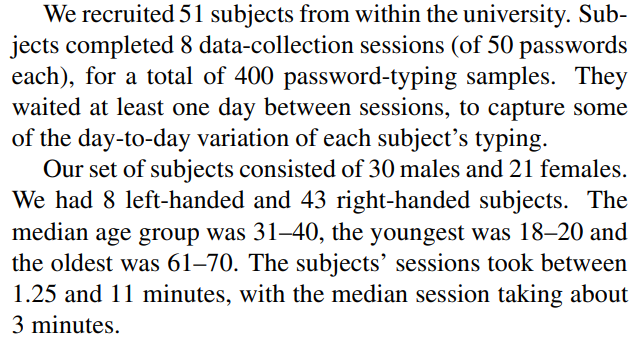 We recruited 51 subjects from within the university. Sub-
jects completed 8 data-collection sessions (of 50 passwords
each), for a total of 400 password-typing samples. They
waited at least one day between sessions, to capture some
of the day-to-day variation of each subject's typing.
Our set of subjects consisted of 30 males and 21 females.
We had 8 left-handed and 43 right-handed subjects. The
median age group was 31–40, the youngest was 18–20 and
the oldest was 61–70. The subjects' sessions took between
1.25 and 11 minutes, with the median session taking about
3 minutes.